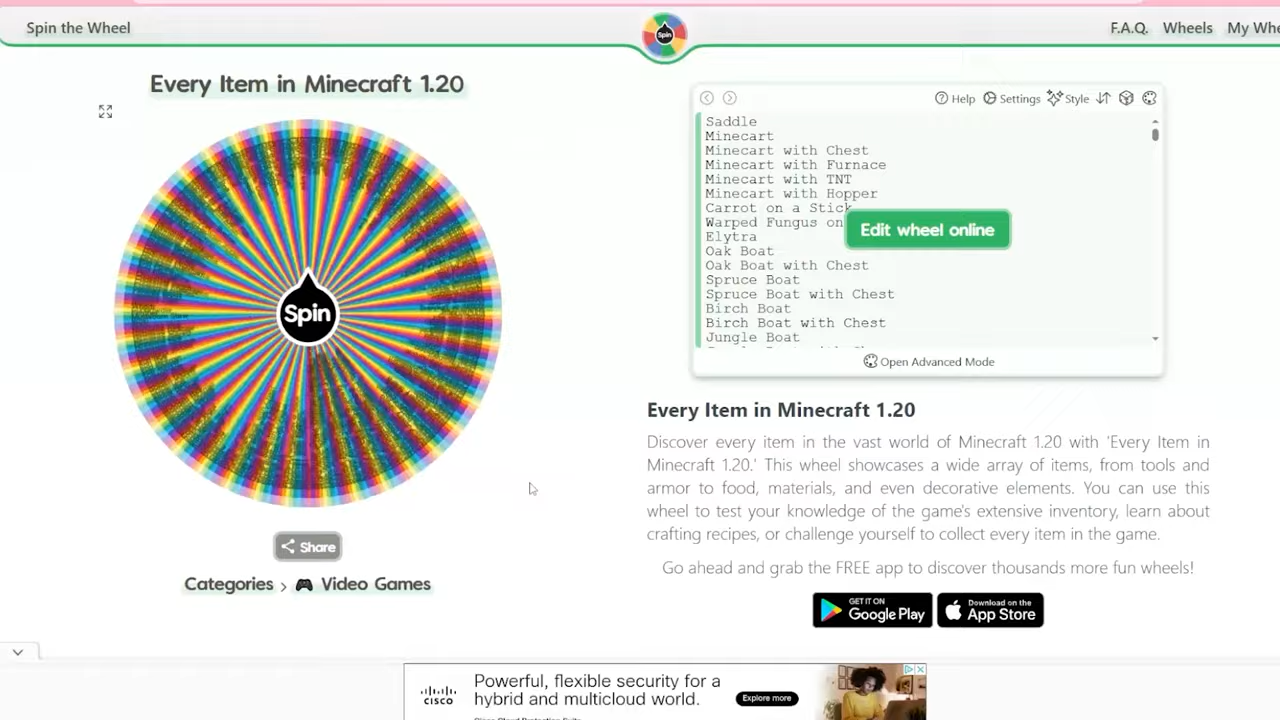 Spin the Wheel
Spin
F.A.Q.
Wheels
My Whe
Every Item in Minecraft 1.20
Spin
Share
Categories > Video Games
Help
Settings
Style
Saddle
Minecart
Minecart with Chest
Minecart with Furnace
Minecart with TNT
Minecart with Hopper
Carrot on a Stick
Warped Fungus on
Elytra
Oak Boat
Oak Boat with Chest
Spruce Boat
Spruce Boat with Chest
Birch Boat
Birch Boat with Chest
Jungle Boat
Edit wheel online
Open Advanced Mode
Every Item in Minecraft 1.20
Discover every item in the vast world of Minecraft 1.20 with 'Every Item in
Minecraft 1.20.' This wheel showcases a wide array of items, from tools and
armor to food, materials, and even decorative elements. You can use this
wheel to test your knowledge of the game's extensive inventory, learn about
crafting recipes, or challenge yourself to collect every item in the game.
Go ahead and grab the FREE app to discover thousands more fun wheels!
GET IT ON
Google Play
Download on the
App Store
CISCO
Powerful, flexible security for a
hybrid and multicloud world.
Explore more